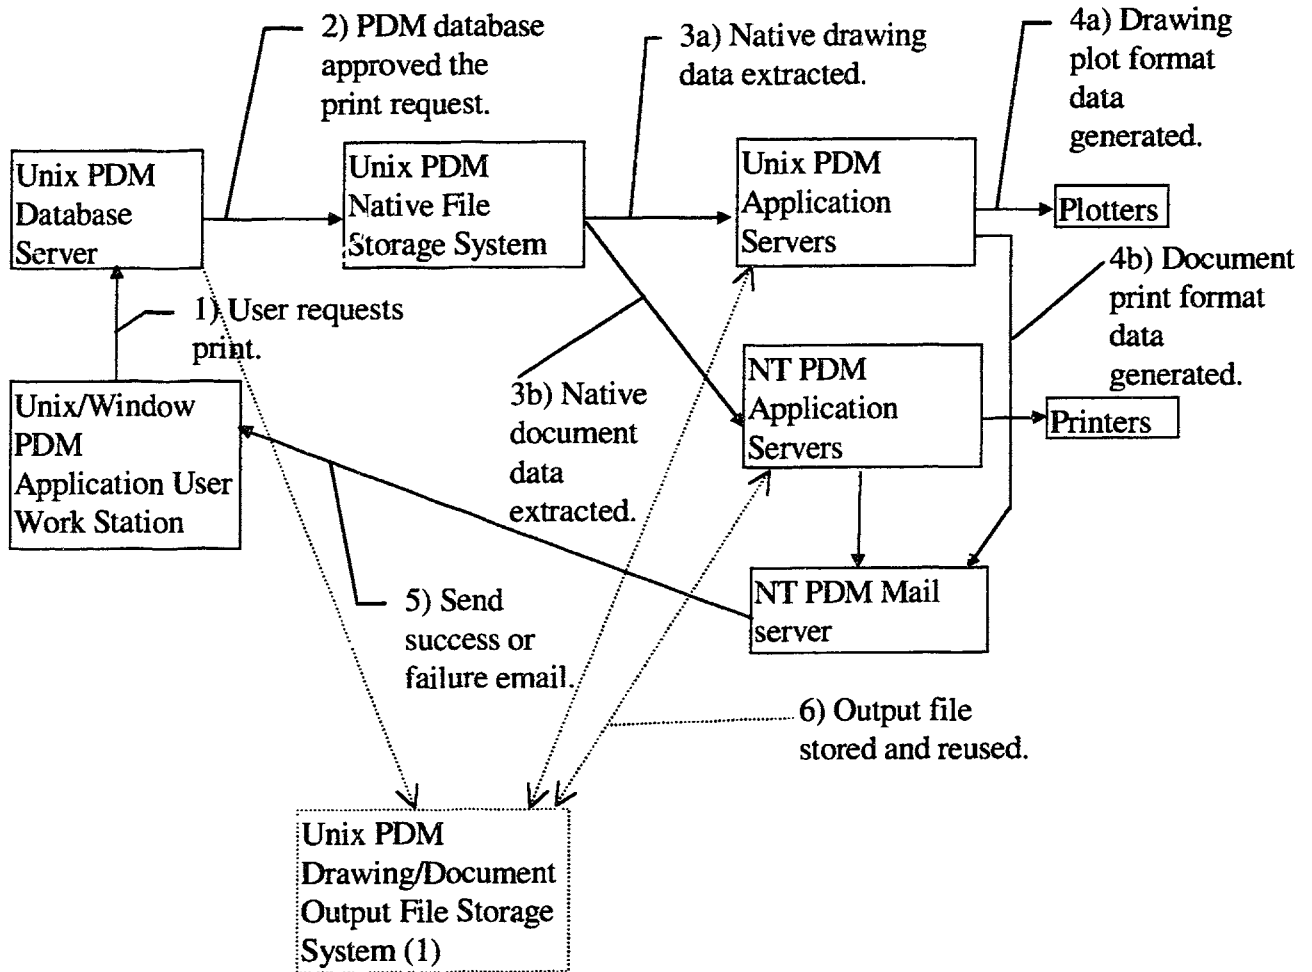 2) PDM database
approved the
print request.
3a) Native drawing
data extracted.
4a) Drawing
plot format
data
generated.
Unix PDM
Database
Server
Unix PDM
Native File
Storage System
Unix PDM
Application
Servers
Plotters
4b) Document
print format
data
generated.
1) User requests
print.
Unix/Window
PDM
Application User
Work Station
3b) Native
document
data
extracted.
NT PDM
Application
Servers
Printers
NT PDM Mail
server
5) Send
success or
failure email.
6) Output file
stored and reused.
Unix PDM
Drawing/Document
Output File Storage
System (1)